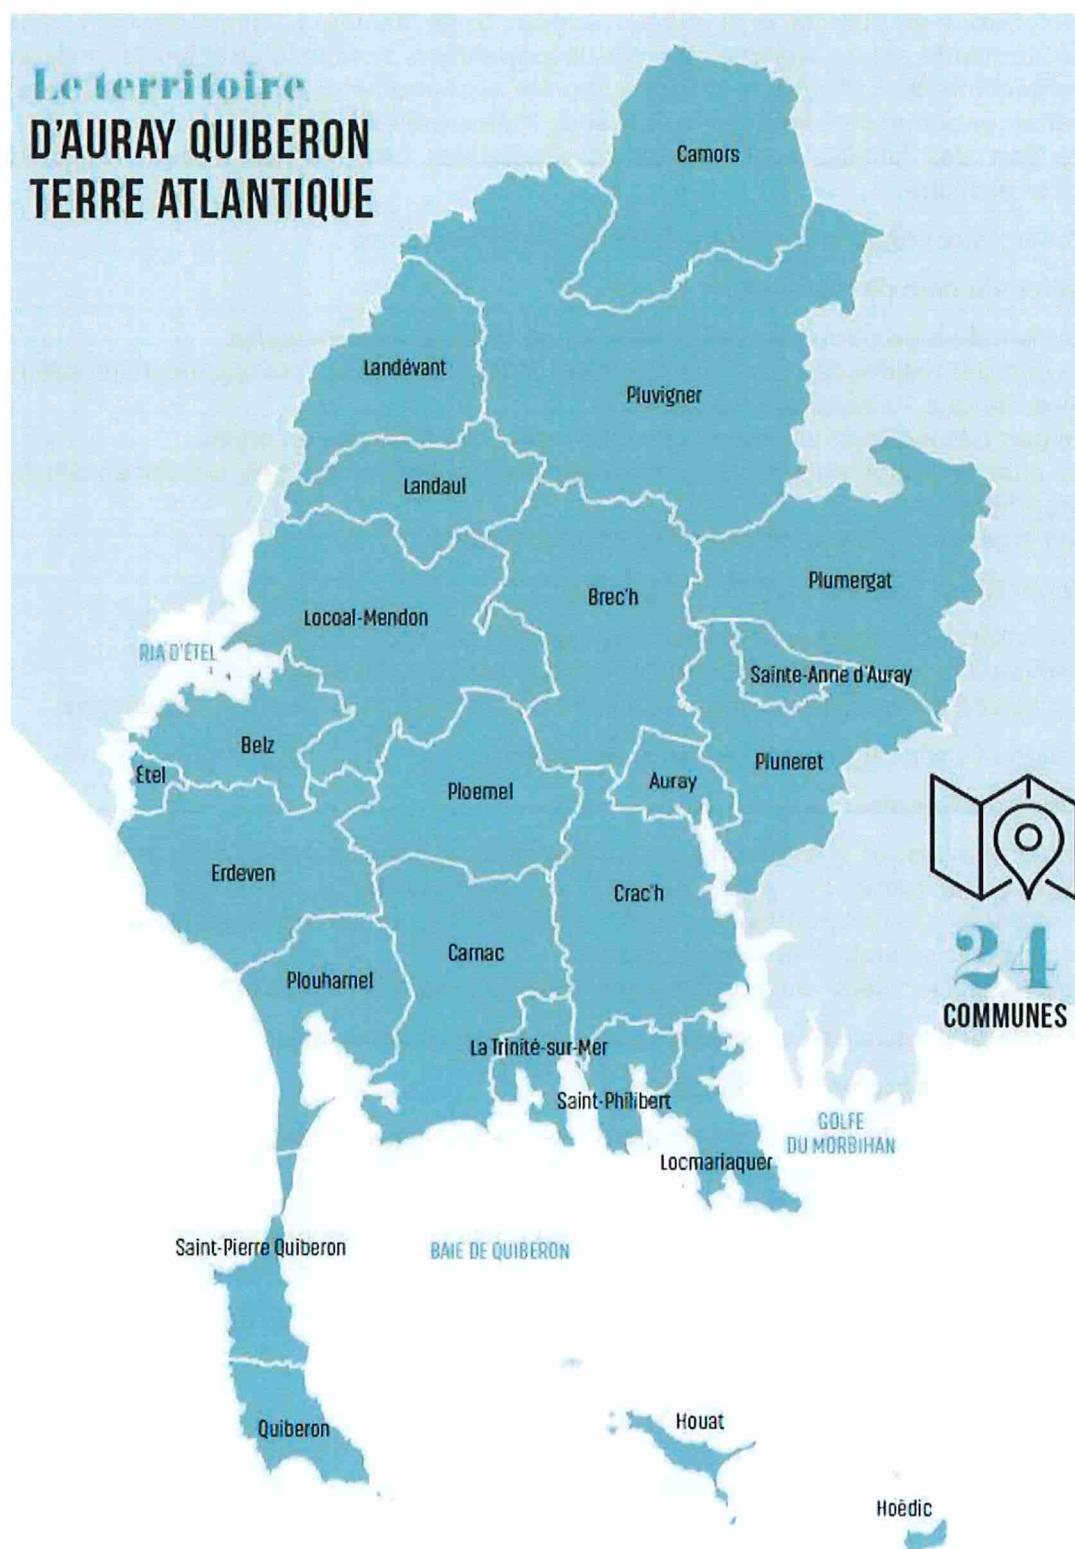 Le territoire
D'AURAY QUIBERON
TERRE ATLANTIQUE
Camors
Landévant
Pluvigner
Landaul
Plumergat
Brec'h
Locoal-Mendon
RIA D'ÉTEL
Sainte-Anne d'Auray
Belz
Étel
Pluneret
Auray
Ploemel
Erdeven
Crac'h
24
COMMUNES
Carnac
Plouharnel
La Trinité-sur-Mer
Saint-Philibert
GOLFE
DU MORBIHAN
Locmariaquer
Saint-Pierre Quiberon
BAIE DE QUIBERON
Houat
Quiberon
Hoëdic